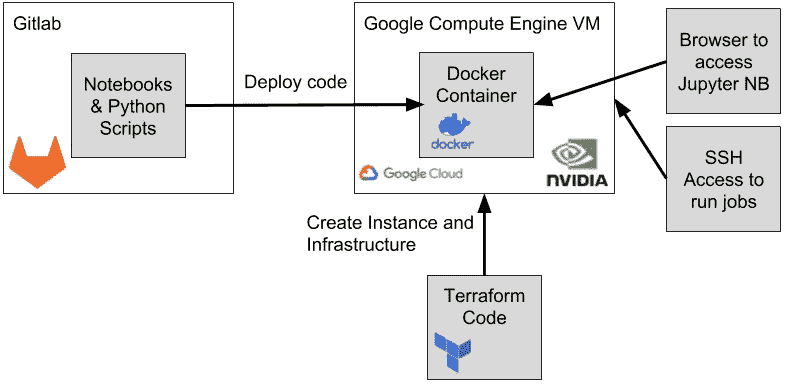 Gitlab
Notebooks
& Python
Scripts
Deploy code
Google Compute Engine VM
Docker
Container
docker
Google Cloud
NVIDIA
Browser to
access
Jupyter NB
SSH
Access to
run jobs
Create Instance and
Infrastructure
Terraform
Code